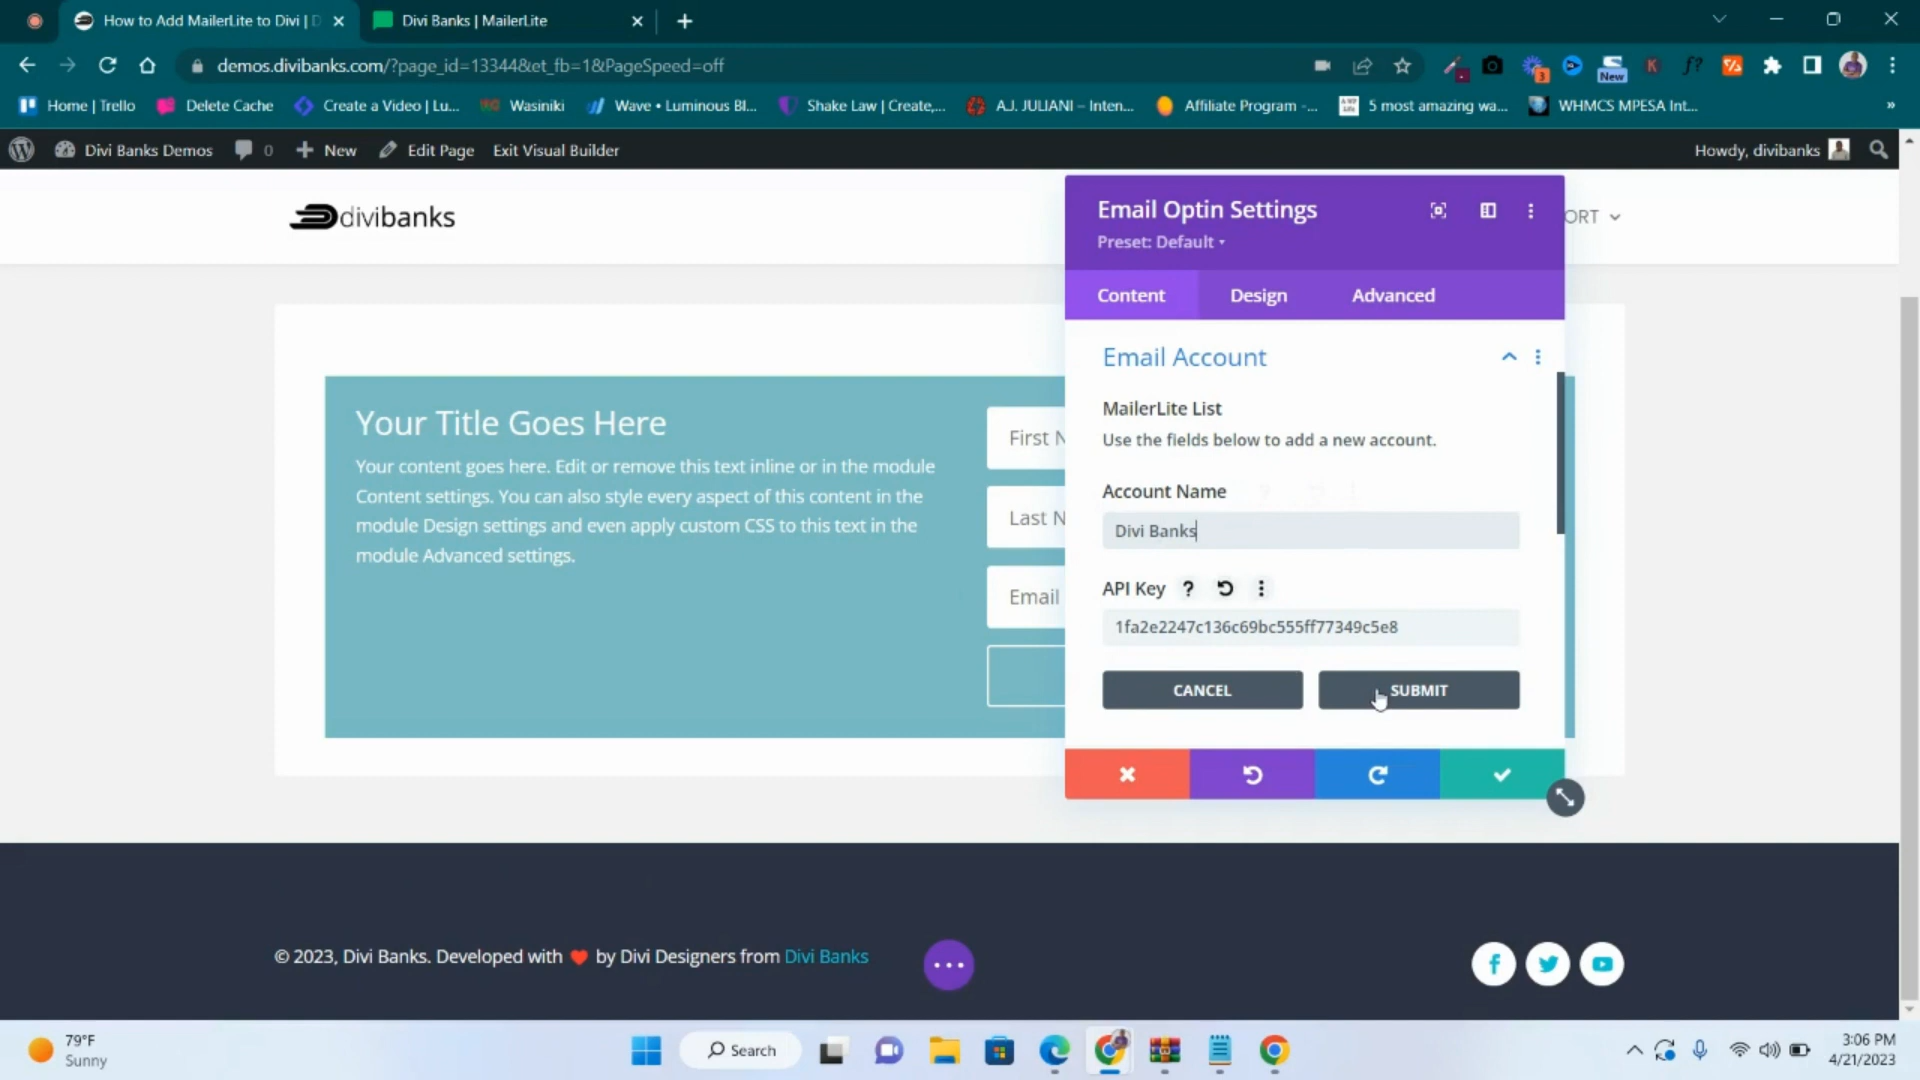 How to Add MailerLite to Divi | D
Divi Banks | MailerLite
demos.divibanks.com/?page_id=13344&et_fb=1&PageSpeed=off
3
New
K
f?
Home | Trello
Delete Cache
Create a Video | Lu...
Wasiniki
Wave • Luminous Bl...
Shake Law | Create,...
A.J. JULIANI – Inten...
Affiliate Program -...
5 most amazing wa...
WHMCS MPESA Int...
»
Divi Banks Demos
0
New
Edit Page
Exit Visual Builder
Howdy, divibanks
divibanks
ORT
Email Optin Settings
Preset: Default
Content
Design
Advanced
Email Account
MailerLite List
Use the fields below to add a new account.
Account Name
Divi Banks
API Key ?
1fa2e2247c136c69bc555ff77349c5e8
CANCEL
SUBMIT
Your Title Goes Here
Your content goes here. Edit or remove this text inline or in the module
Content settings. You can also style every aspect of this content in the
module Design settings and even apply custom CSS to this text in the
module Advanced settings.
First N
Last N
Email
© 2023, Divi Banks. Developed with ❤ by Divi Designers from Divi Banks
79°F
Sunny
Search
3:06 PM
4/21/2023